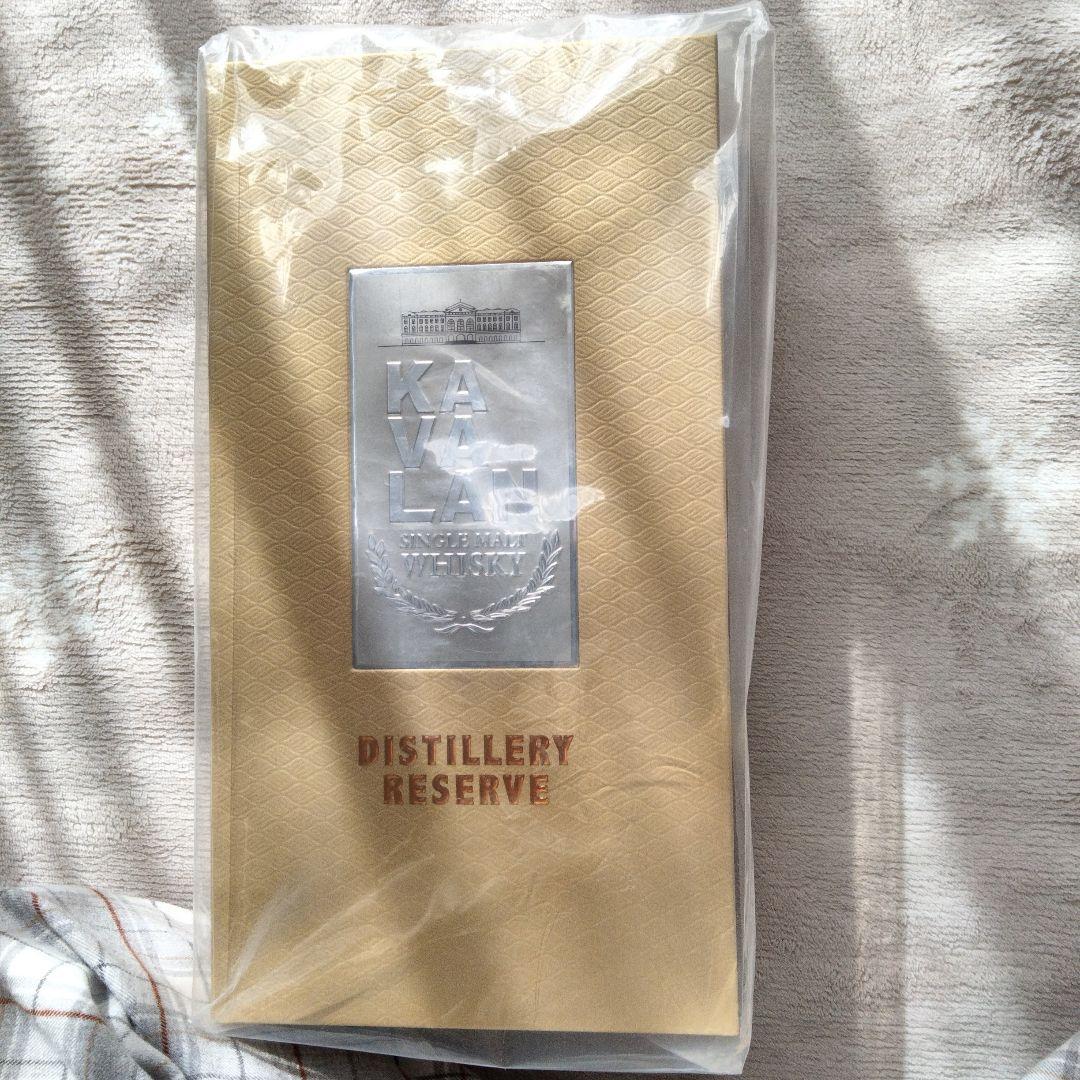 KA
VA
LAN
SINGLE MALT
WHISKY
DISTILLERY
RESERVE